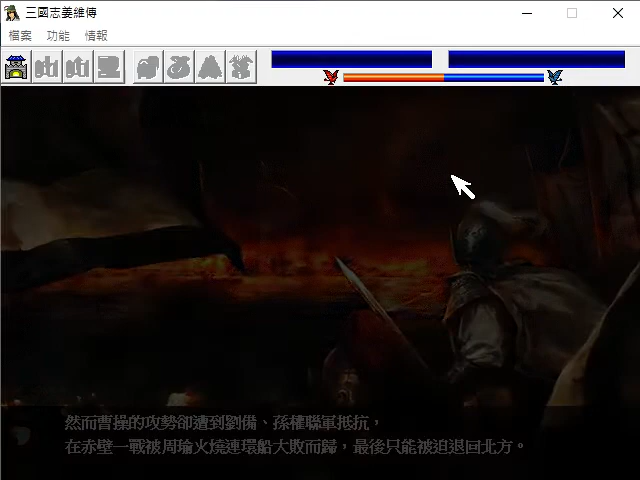 三國志姜維傳
檔案 功能 情報
然而曹操的攻勢卻遭到劉備、孫權聯軍抵抗，
在赤壁一戰被周瑜火燒連環船大敗而歸，最後只能被迫退回北方。